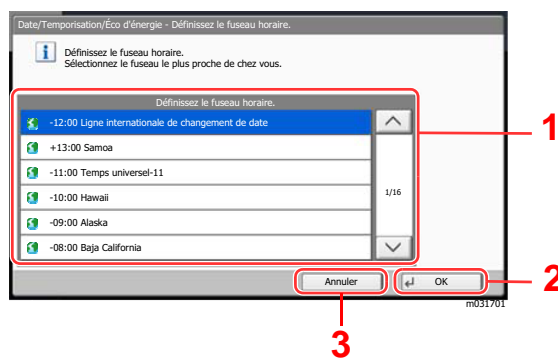 Date/Temporisation/Éco d'énergie - Définissez le fuseau horaire.
Définissez le fuseau horaire.
Sélectionnez le fuseau le plus proche de chez vous.
Définissez le fuseau horaire.
-12:00 Ligne internationale de changement de date
+13:00 Samoa
-11:00 Temps universel-11
-10:00 Hawaii
1/16
-09:00 Alaska
-08:00 Baja California
1
Annuler
OK
2
m031701
3